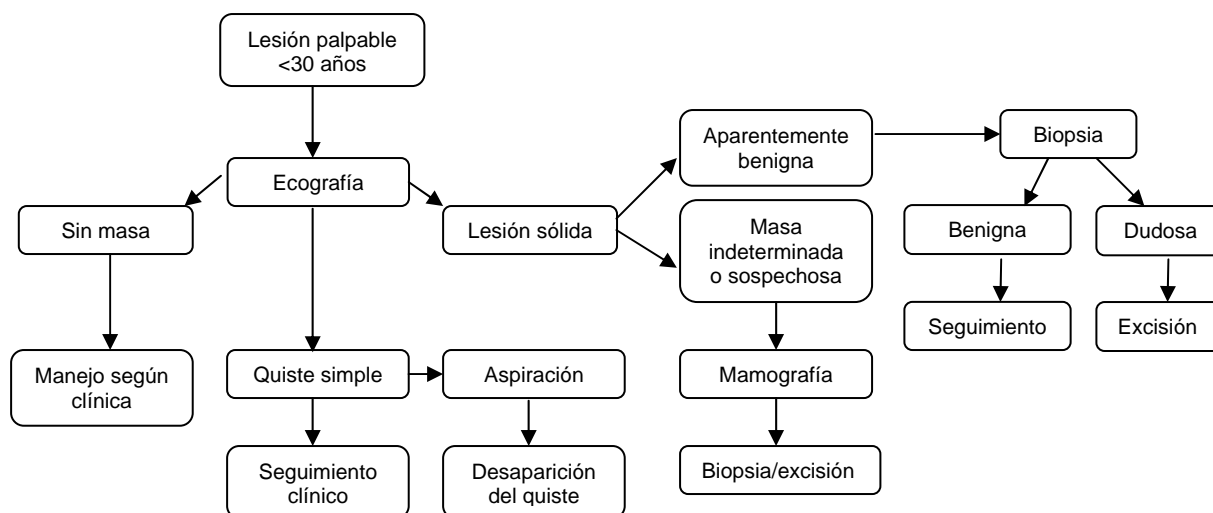 Lesión palpable
<30 años
Ecografía
Sin masa
Lesión sólida
Aparentemente
benigna
Masa
indeterminada
o sospechosa
Biopsia
Benigna
Dudosa
Seguimiento
Excisión
Manejo según
clínica
Quiste simple
Aspiración
Mamografía
Seguimiento
clínico
Desaparición
del quiste
Biopsia/excisión